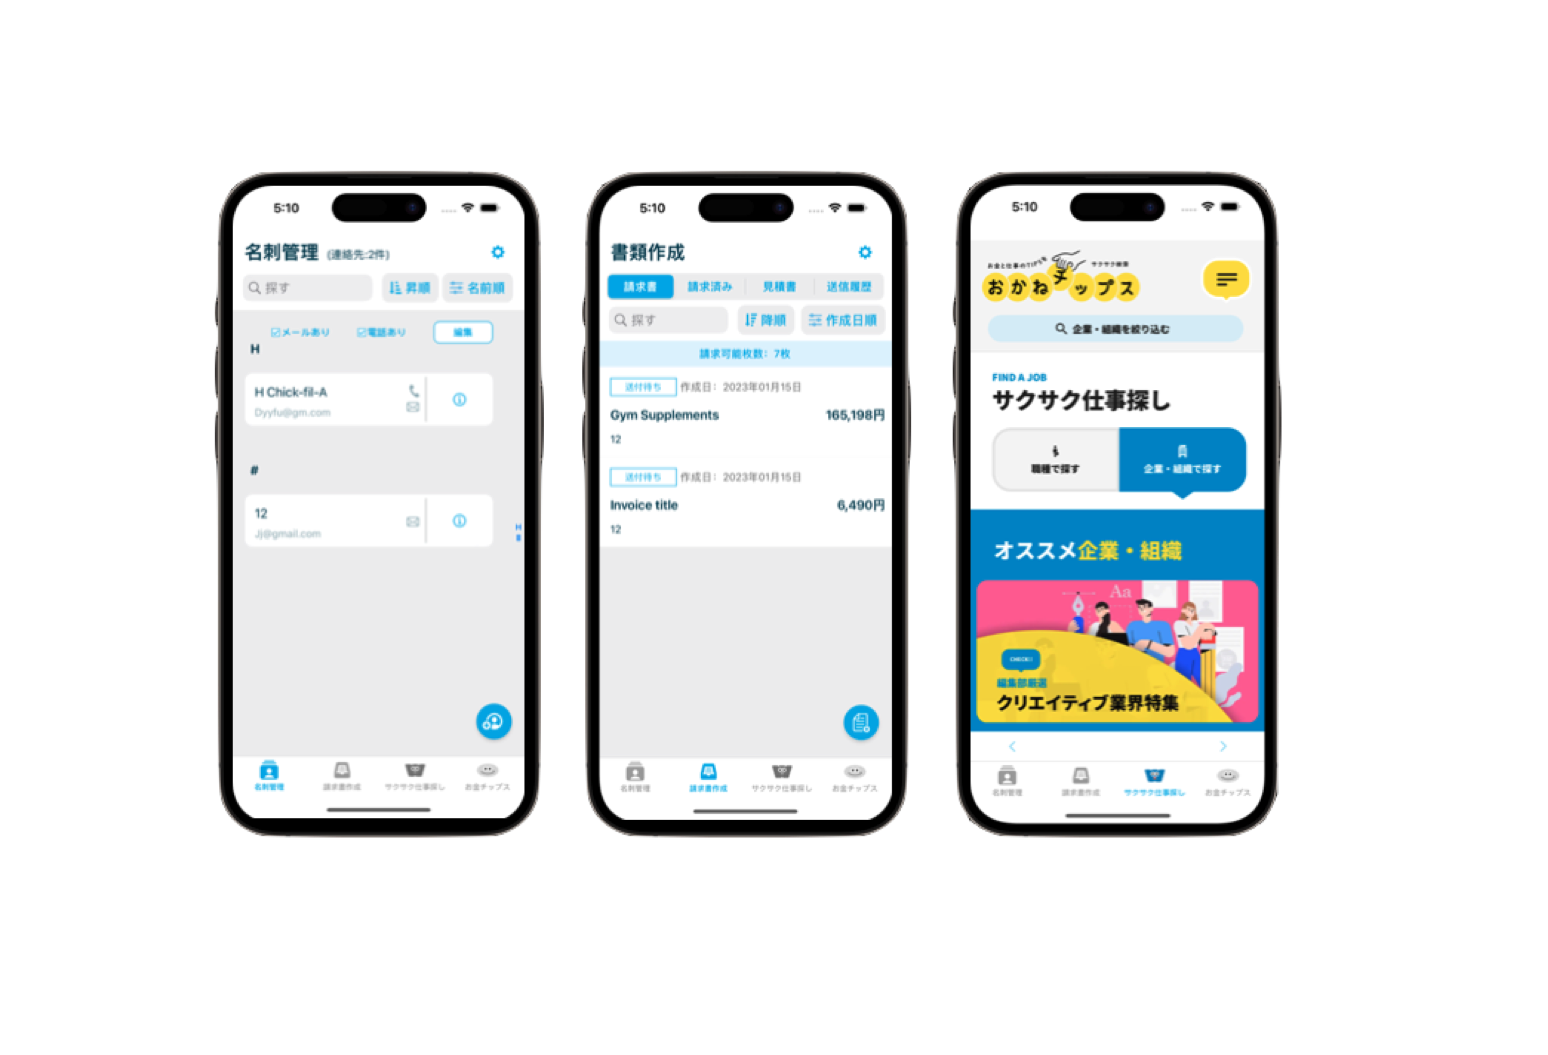 5:10
名刺管理 (連絡先:2件)
探す
昇順
名前順
メールあり
電話あり
編集
H
H Chick-fil-A
Dyyfu@gm.com
#
12
Jj@gmail.com
H
#
名刺管理
請求書作成
サクサク仕事探し
お金チップス
5:10
書類作成
請求書
請求済み
見積書
送信履歴
探す
降順
作成日順
請求可能枚数: 7枚
送付待ち 作成日: 2023年01月15日
Gym Supplements 165,198円
12
送付待ち 作成日: 2023年01月15日
Invoice title 6,490円
12
名刺管理
請求書作成
サクサク仕事探し
お金チップス
5:10
お金と仕事のTIPSを サクサク検索
おかねチップス
企業・組織を絞り込む
FIND A JOB
サクサク仕事探し
職種で探す
企業・組織で探す
オススメ企業・組織
Aa
CHECK!!
編集部厳選
クリエイティブ業界特集
名刺管理
請求書作成
サクサク仕事探し
お金チップス